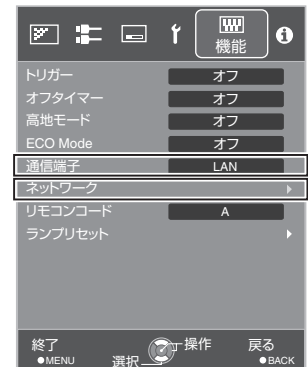 機能
トリガー オフ
オフタイマー オフ
高地モード オフ
ECO Mode オフ
通信端子 LAN
ネットワーク
リモコンコード A
ランプリセット
終了 操作 戻る
●MENU 選択 ●BACK